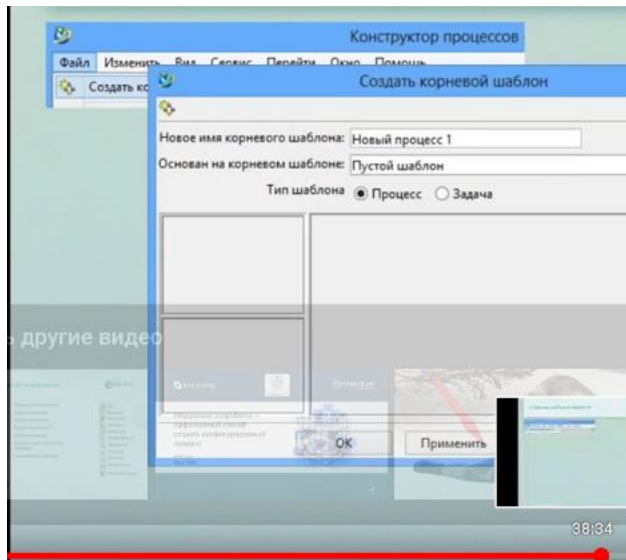 Конструктор процессов
Файл Изменить Вид Сервис Перейти Окно Помощь
Создать ко
Создать корневой шаблон
Новое имя корневого шаблона: Новый процесс 1
Основан на корневом шаблоне: Пустой шаблон
Тип шаблона Процесс Задача
ь другие видео
OK Применить
38:34